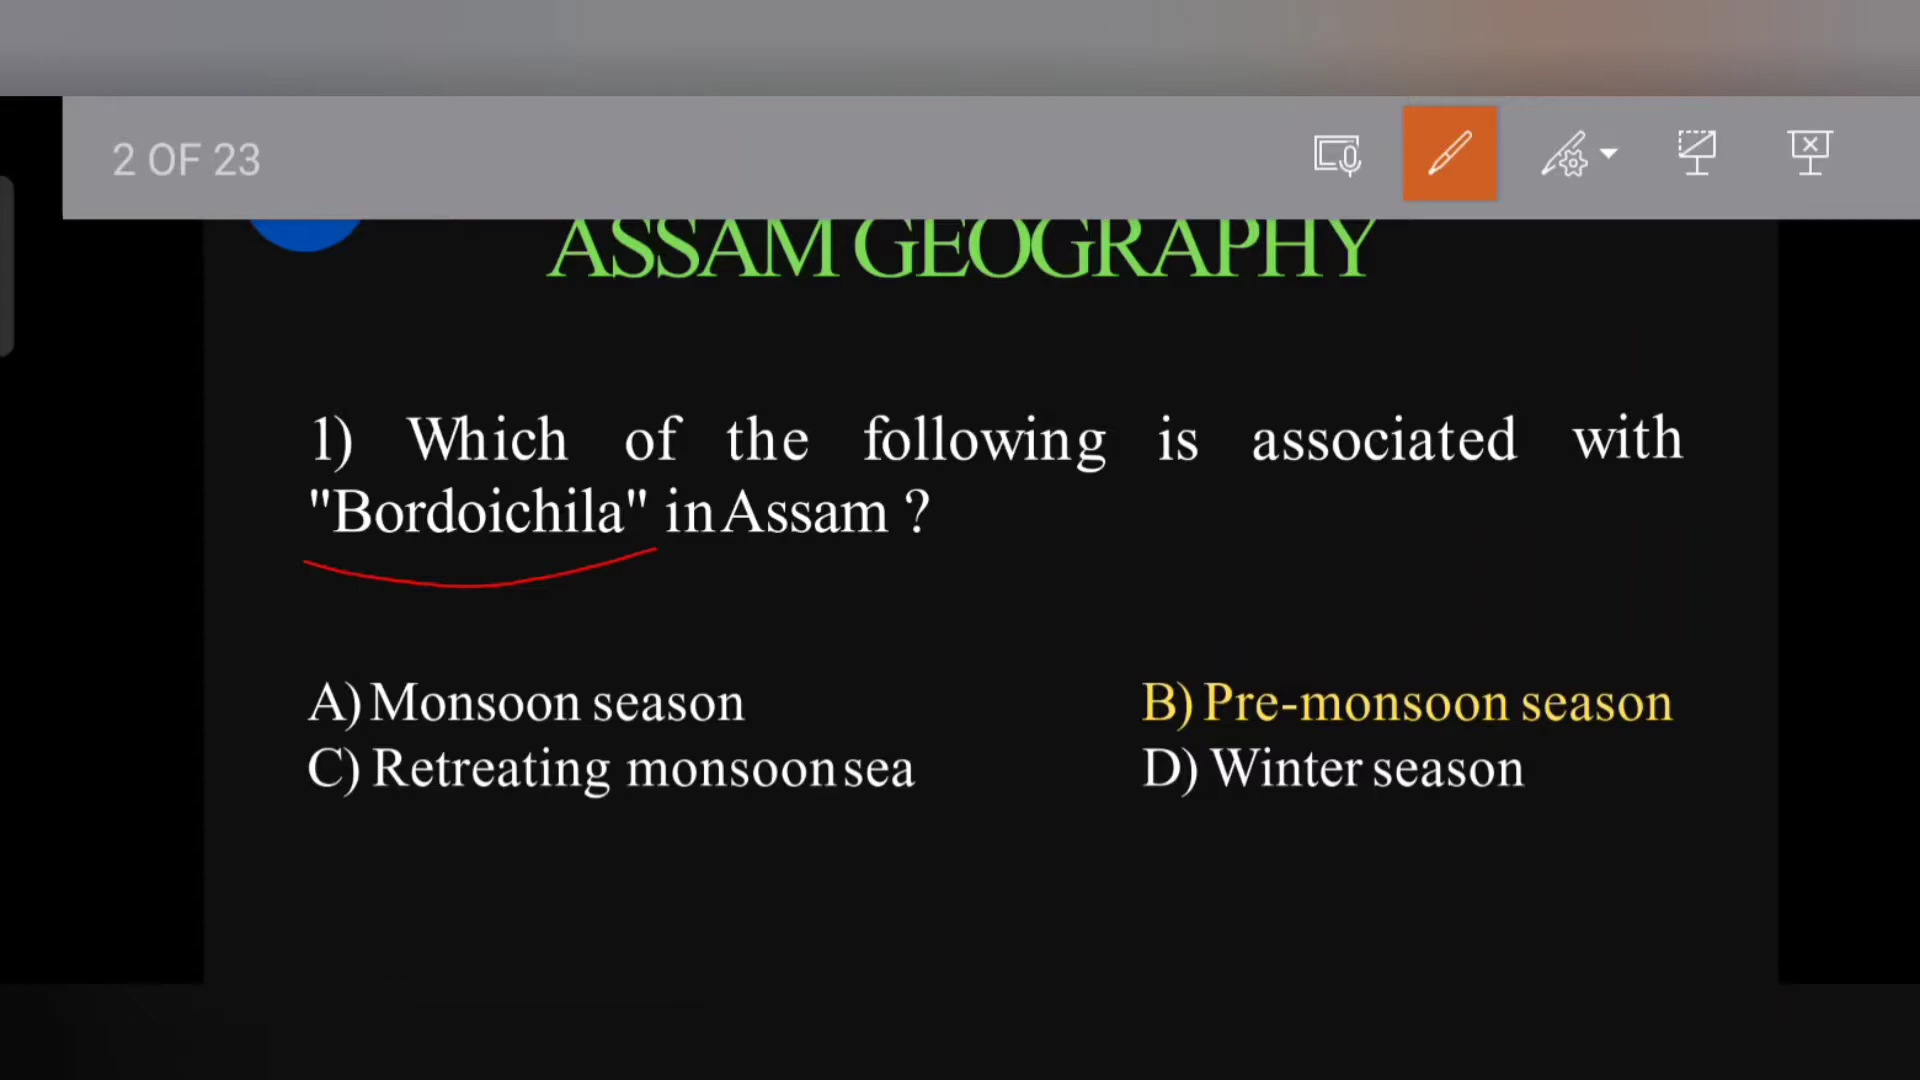 2 OF 23
ASSAM GEOGRAPHY
1) Which of the following is associated with
"Bordoichila" in Assam ?
A) Monsoon season B) Pre-monsoon season
C) Retreating monsoon sea D) Winter season